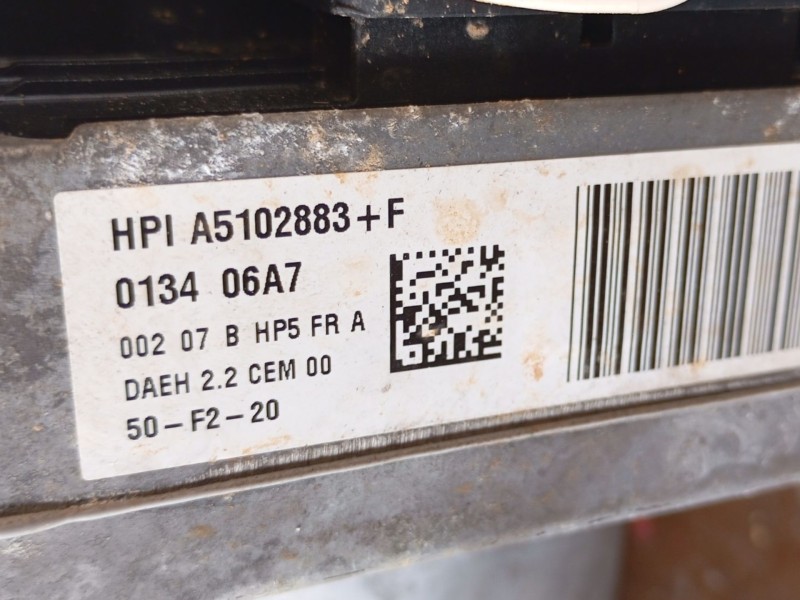 HPI A5102883+F
0134 06A7
002 07 B HP5 FR A
DAEH 2.2 CEM 00
50-F2-20